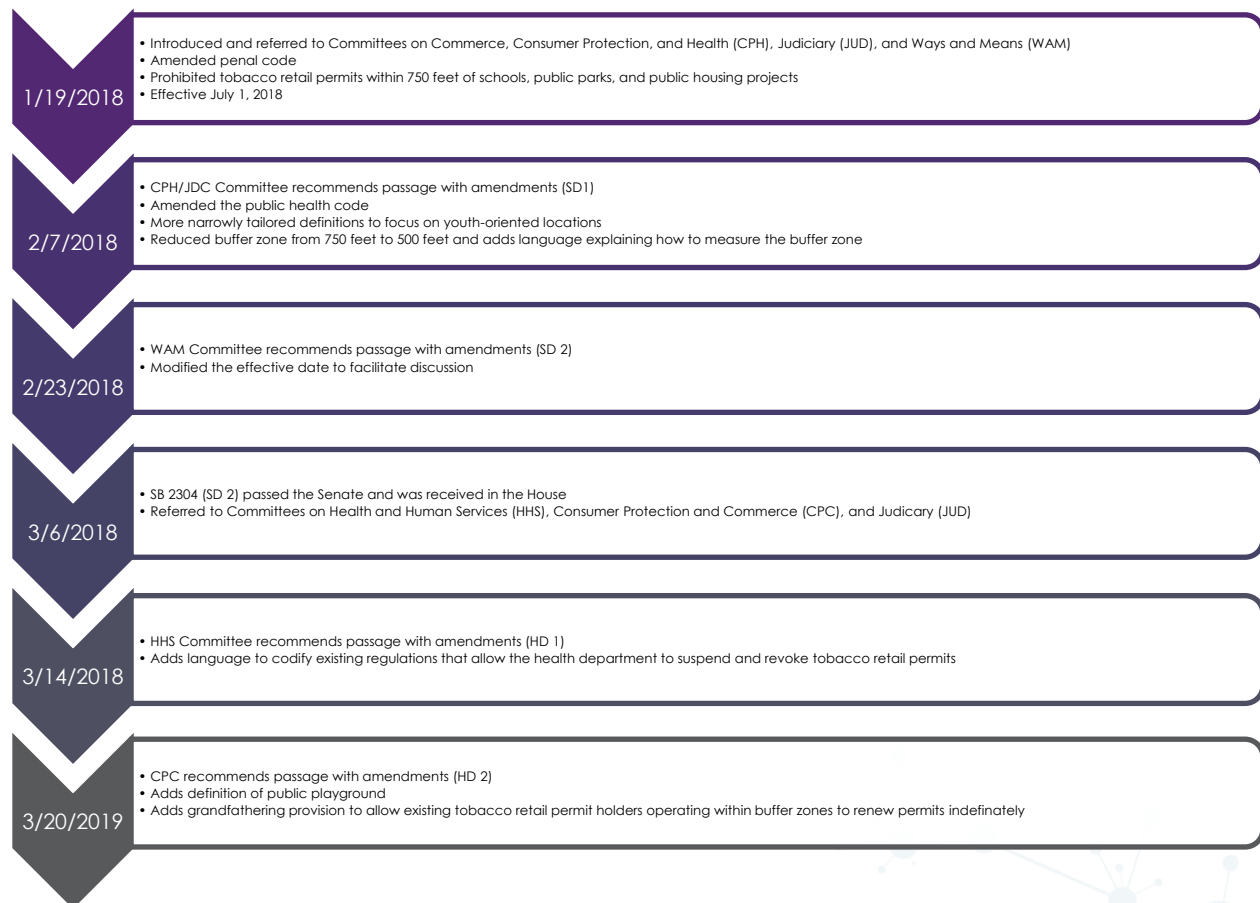 1/19/2018
• Introduced and referred to Committees on Commerce, Consumer Protection, and Health (CPH), Judiciary (JUD), and Ways and Means (WAM)
• Amended penal code
• Prohibited tobacco retail permits within 750 feet of schools, public parks, and public housing projects
• Effective July 1, 2018
2/7/2018
• CPH/JDC Committee recommends passage with amendments (SD1)
• Amended the public health code
• More narrowly tailored definitions to focus on youth-oriented locations
• Reduced buffer zone from 750 feet to 500 feet and adds language explaining how to measure the buffer zone
2/23/2018
• WAM Committee recommends passage with amendments (SD 2)
• Modified the effective date to facilitate discussion
3/6/2018
• SB 2304 (SD 2) passed the Senate and was received in the House
• Referred to Committees on Health and Human Services (HHS), Consumer Protection and Commerce (CPC), and Judicary (JUD)
3/14/2018
• HHS Committee recommends passage with amendments (HD 1)
• Adds language to codify existing regulations that allow the health department to suspend and revoke tobacco retail permits
3/20/2019
• CPC recommends passage with amendments (HD 2)
• Adds definition of public playground
• Adds grandfathering provision to allow existing tobacco retail permit holders operating within buffer zones to renew permits indefinately